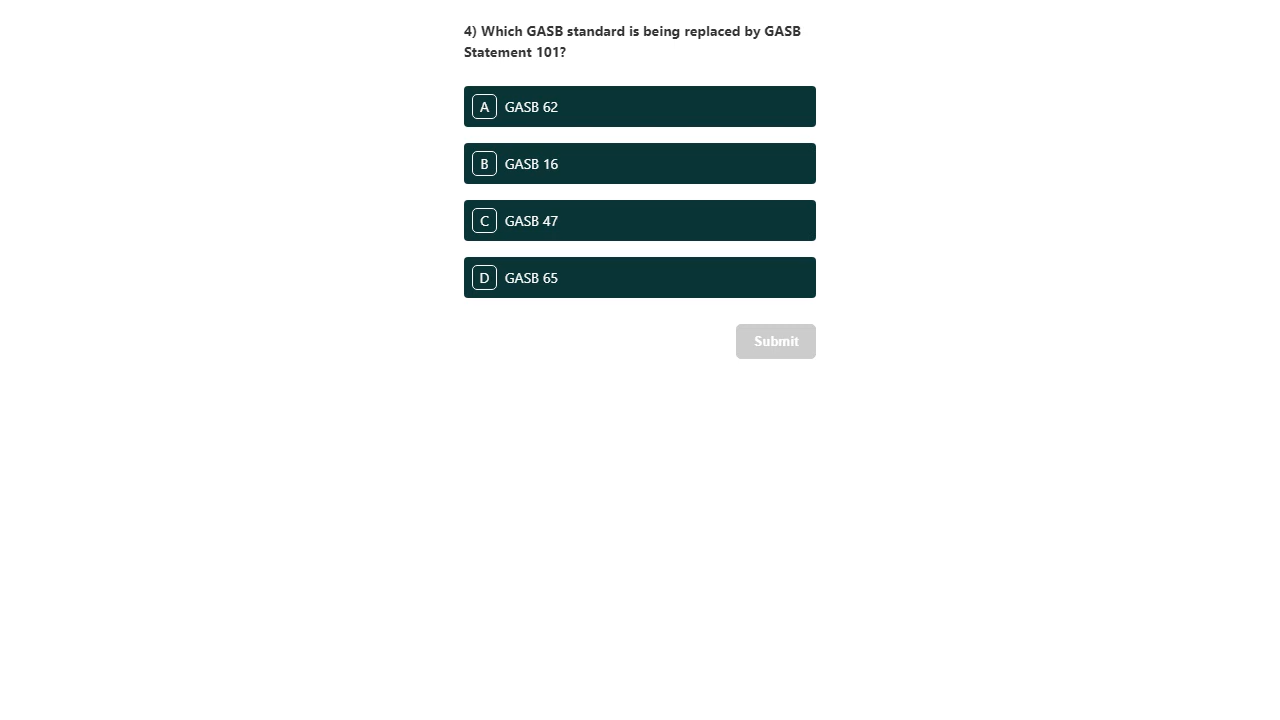 4) Which GASB standard is being replaced by GASB
Statement 101?
A GASB 62
B GASB 16
C GASB 47
D GASB 65
Submit